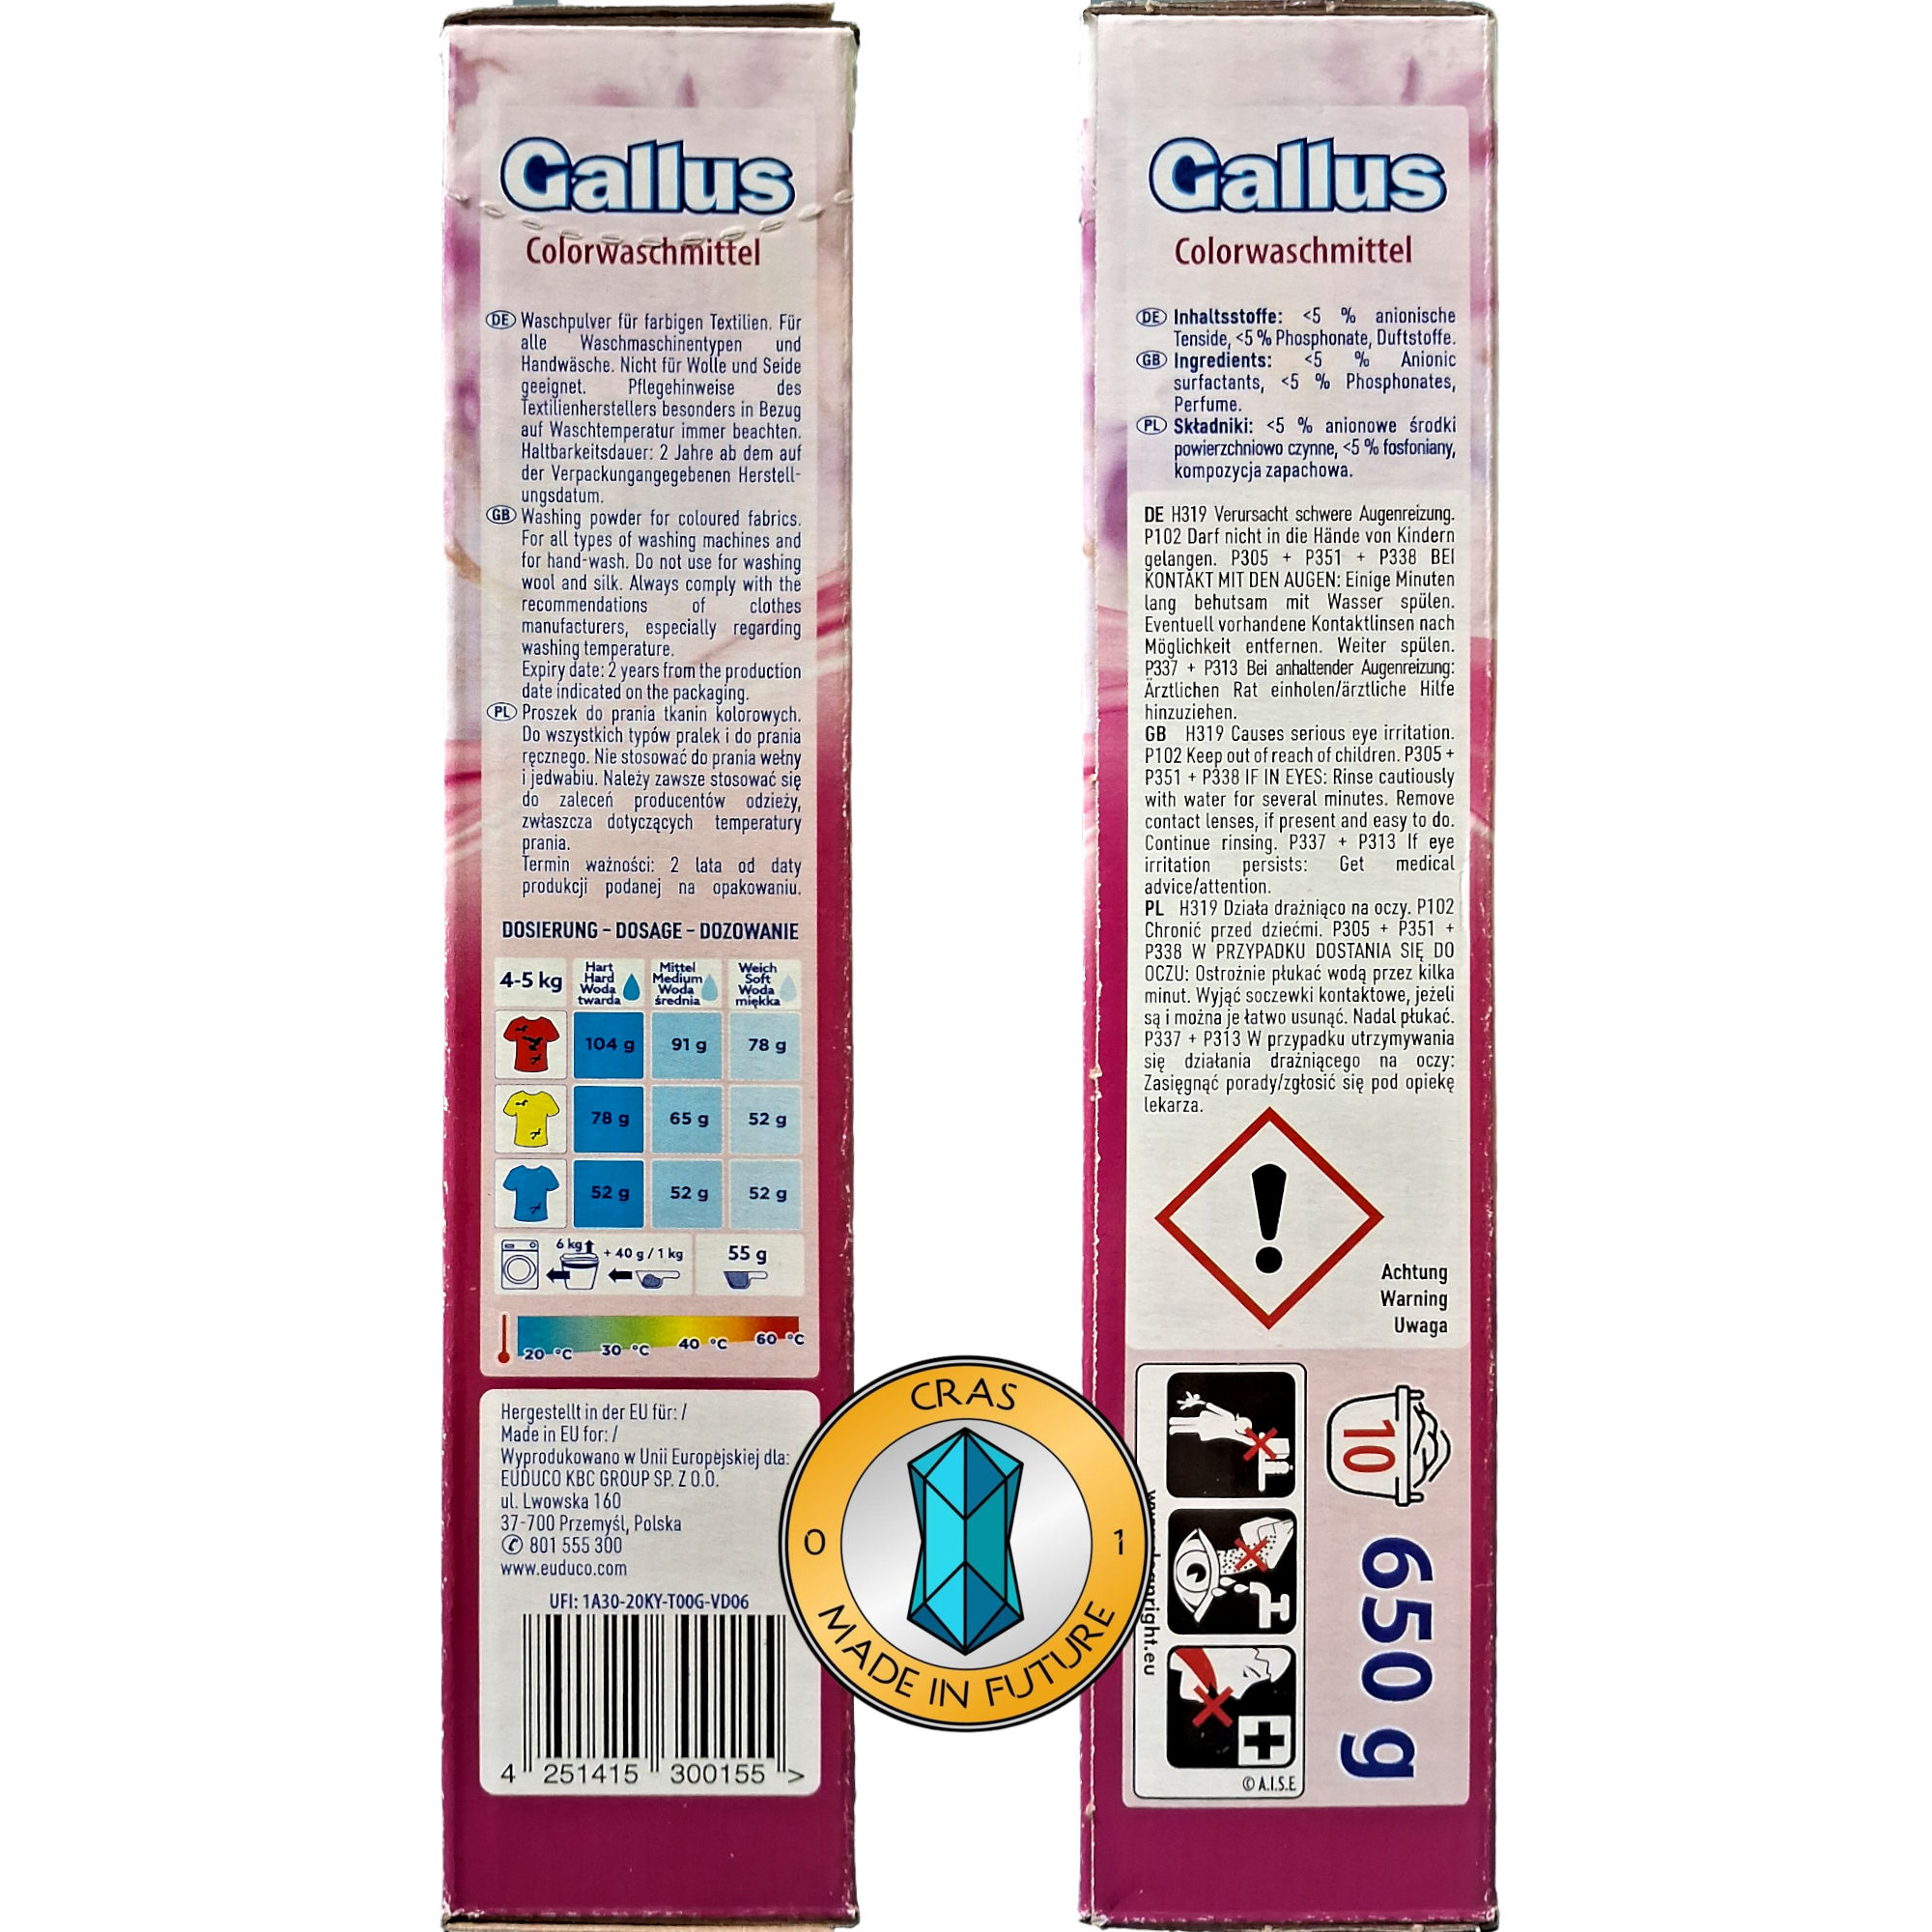 Gallus
Colorwaschmittel
DE Waschpulver für farbigen Textilien. Für
alle Waschmaschinentypen und
Handwäsche. Nicht für Wolle und Seide
geeignet. Pflegehinweise des
Textilienherstellers besonders in Bezug
auf Waschtemperatur immer beachten.
Haltbarkeitsdauer: 2 Jahre ab dem auf
der Verpackungangegebenen Herstell-
ungsdatum.
GB Washing powder for coloured fabrics.
For all types of washing machines and
for hand-wash. Do not use for washing
wool and silk. Always comply with the
recommendations of clothes
manufacturers, especially regarding
washing temperature.
Expiry date: 2 years from the production
date indicated on the packaging.
PL Proszek do prania tkanin kolorowych.
Do wszystkich typów pralek i do prania
ręcznego. Nie stosować do prania wełny
i jedwabiu. Należy zawsze stosować się
do zaleceń producentów odzieży,
zwłaszcza dotyczących temperatury
prania.
Termin ważności: 2 lata od daty
produkcji podanej na opakowaniu.
DOSIERUNG – DOSAGE – DOZOWANIE
4-5 kg
Hart
Hard
Woda
twarda
Mittel
Medium
Woda
średnia
Weich
Soft
Woda
miękka
104 g 91 g 78 g
78 g 65 g 52 g
52 g 52 g 52 g
6 kg + 40 g / 1 kg 55 g
20 °C 30 °C 40 °C 60 °C
Hergestellt in der EU für: /
Made in EU for: /
Wyprodukowano w Unii Europejskiej dla:
EUDUCO KBC GROUP SP. Z O.O.
ul. Lwowska 160
37-700 Przemyśl, Polska
801 555 300
www.euduco.com
UFI: 1A30-20KY-T00G-VD06
4 251415 300155 >
Gallus
Colorwaschmittel
DE Inhaltsstoffe: <5 % anionische
Tenside, <5 % Phosphonate, Duftstoffe.
GB Ingredients: <5 % Anionic
surfactants, <5 % Phosphonates,
Perfume.
PL Składniki: <5 % anionowe środki
powierzchniowo czynne, <5 % fosfoniany,
kompozycja zapachowa.
DE H319 Verursacht schwere Augenreizung.
P102 Darf nicht in die Hände von Kindern
gelangen. P305 + P351 + P338 BEI
KONTAKT MIT DEN AUGEN: Einige Minuten
lang behutsam mit Wasser spülen.
Eventuell vorhandene Kontaktlinsen nach
Möglichkeit entfernen. Weiter spülen.
P337 + P313 Bei anhaltender Augenreizung:
Ärztlichen Rat einholen/ärztliche Hilfe
hinzuziehen.
GB H319 Causes serious eye irritation.
P102 Keep out of reach of children. P305 +
P351 + P338 IF IN EYES: Rinse cautiously
with water for several minutes. Remove
contact lenses, if present and easy to do.
Continue rinsing. P337 + P313 If eye
irritation persists: Get medical
advice/attention.
PL H319 Działa drażniąco na oczy. P102
Chronić przed dziećmi. P305 + P351 +
P338 W PRZYPADKU DOSTANIA SIĘ DO
OCZU: Ostrożnie płukać wodą przez kilka
minut. Wyjąć soczewki kontaktowe, jeżeli
są i można je łatwo usunąć. Nadal płukać.
P337 + P313 W przypadku utrzymywania
się działania drażniącego na oczy:
Zasięgnąć porady/zgłosić się pod opiekę
lekarza.
Achtung
Warning
Uwaga
10
650 g
© A.I.S.E
CRAS
0 1
MADE IN FUTURE